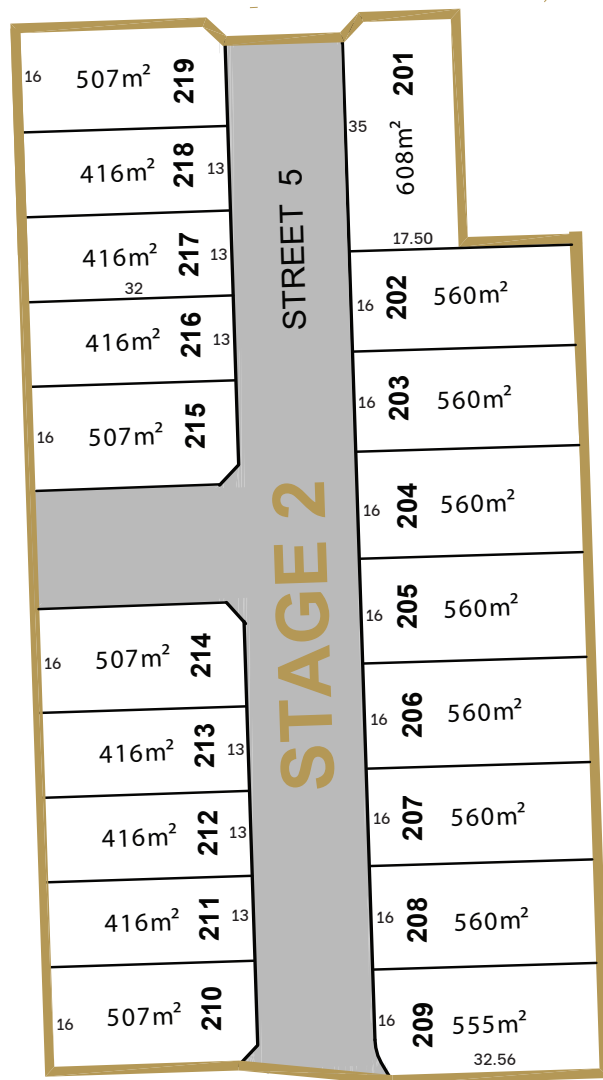 16 507m² 219
416m² 218 13
416m² 217 13
32
416m² 216 13
16 507m² 215
16 507m² 214
416m² 213 13
416m² 212 13
416m² 211 13
16 507m² 210
STREET 5
STAGE 2
201
35 608m²
17.50
16 202 560m²
16 203 560m²
16 204 560m²
16 205 560m²
16 206 560m²
16 207 560m²
16 208 560m²
16 209 555m²
32.56